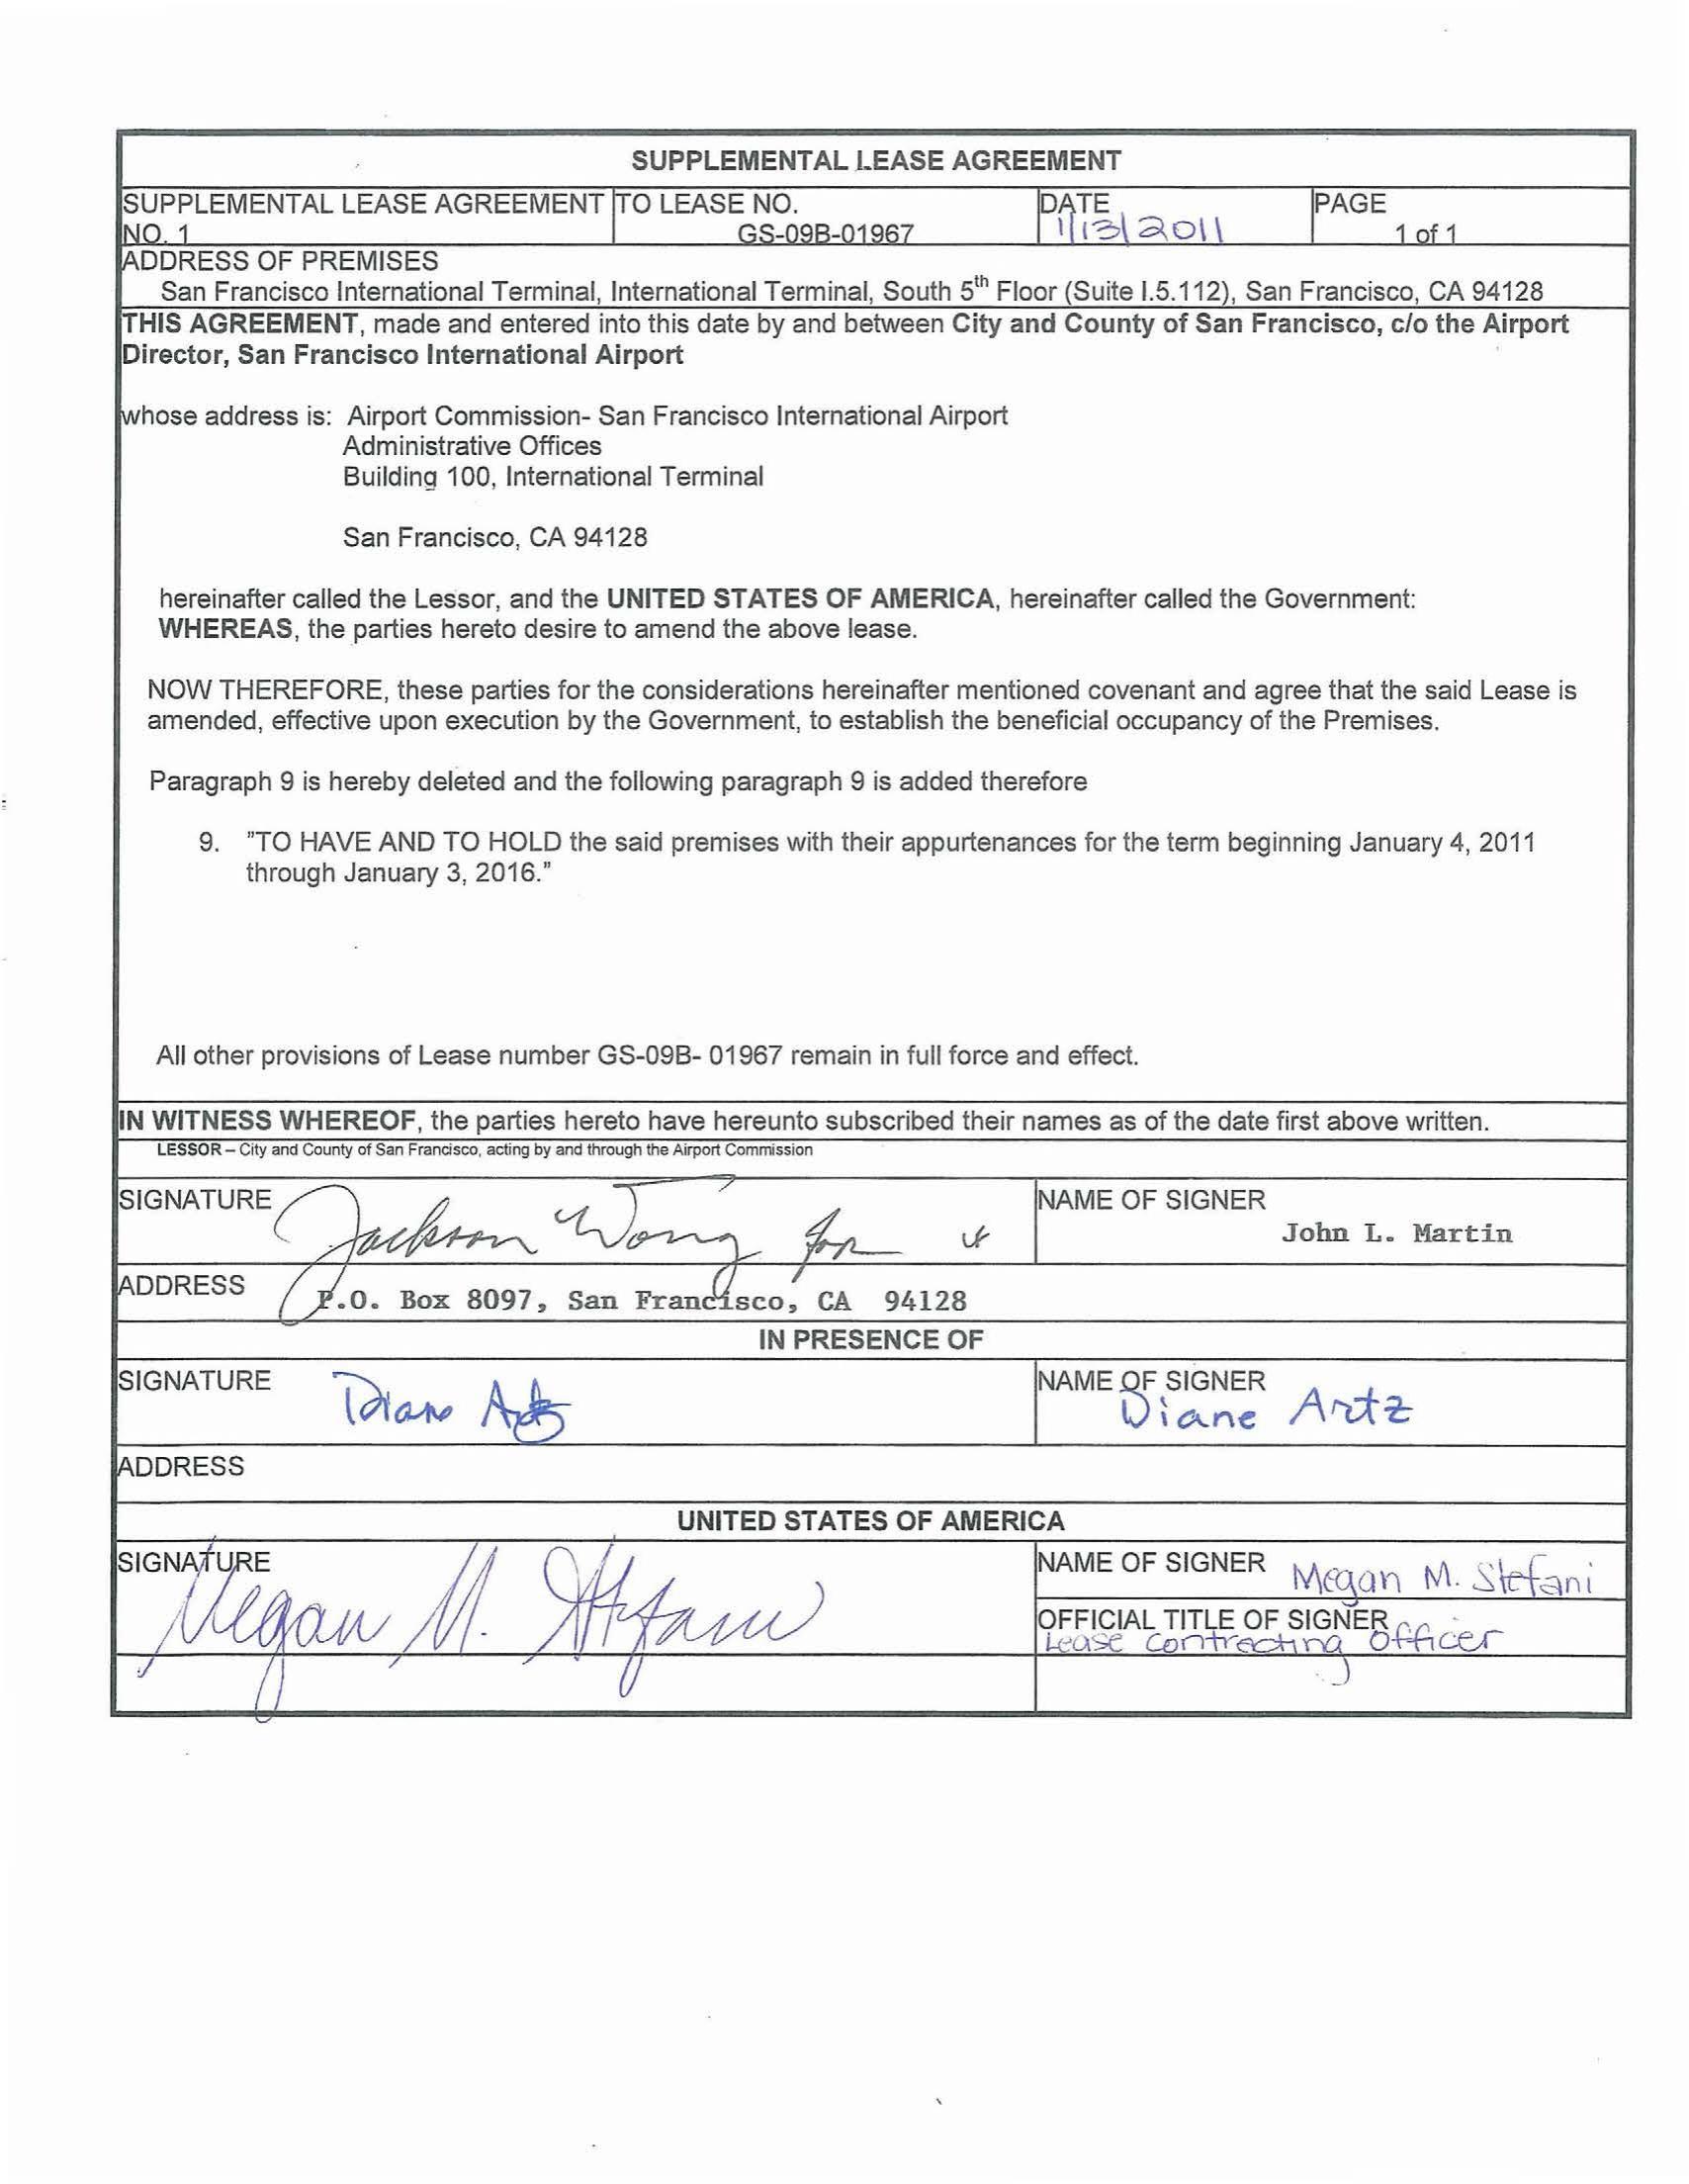 SUPPLEMENTAL LEASE AGREEMENT
SUPPLEMENTAL LEASE AGREEMENT TO LEASE NO. DATE PAGE
NO. 1 GS-09B-01967 1/13/2011 1 of 1
ADDRESS OF PREMISES
San Francisco International Terminal, International Terminal, South 5th Floor (Suite I.5.112), San Francisco, CA 94128
THIS AGREEMENT, made and entered into this date by and between City and County of San Francisco, c/o the Airport
Director, San Francisco International Airport
whose address is: Airport Commission- San Francisco International Airport
Administrative Offices
Building 100, International Terminal
San Francisco, CA 94128
hereinafter called the Lessor, and the UNITED STATES OF AMERICA, hereinafter called the Government:
WHEREAS, the parties hereto desire to amend the above lease.
NOW THEREFORE, these parties for the considerations hereinafter mentioned covenant and agree that the said Lease is
amended, effective upon execution by the Government, to establish the beneficial occupancy of the Premises.
Paragraph 9 is hereby deleted and the following paragraph 9 is added therefore
9. "TO HAVE AND TO HOLD the said premises with their appurtenances for the term beginning January 4, 2011
through January 3, 2016."
All other provisions of Lease number GS-09B- 01967 remain in full force and effect.
IN WITNESS WHEREOF, the parties hereto have hereunto subscribed their names as of the date first above written.
LESSOR – City and County of San Francisco, acting by and through the Airport Commission
SIGNATURE Jackson Wong for NAME OF SIGNER
John L. Martin
ADDRESS
P.O. Box 8097, San Francisco, CA 94128
IN PRESENCE OF
SIGNATURE Diane Artz NAME OF SIGNER
Diane Artz
ADDRESS
UNITED STATES OF AMERICA
SIGNATURE Megan M. Stefani NAME OF SIGNER Megan M. Stefani
OFFICIAL TITLE OF SIGNER
Lease Contracting Officer